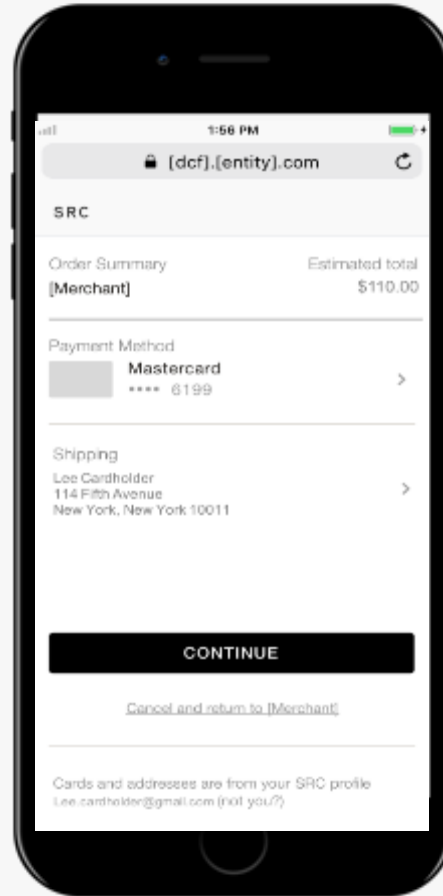 1:56 PM
[dcf].[entity].com
SRC
Order Summary Estimated total
[Merchant] $110.00
Payment Method
Mastercard
•••• 6199
Shipping
Lee Cardholder
114 Fifth Avenue
New York, New York 10011
CONTINUE
Cancel and return to [Merchant]
Cards and addresses are from your SRC profile
Lee.cardholder@gmail.com (not you?)